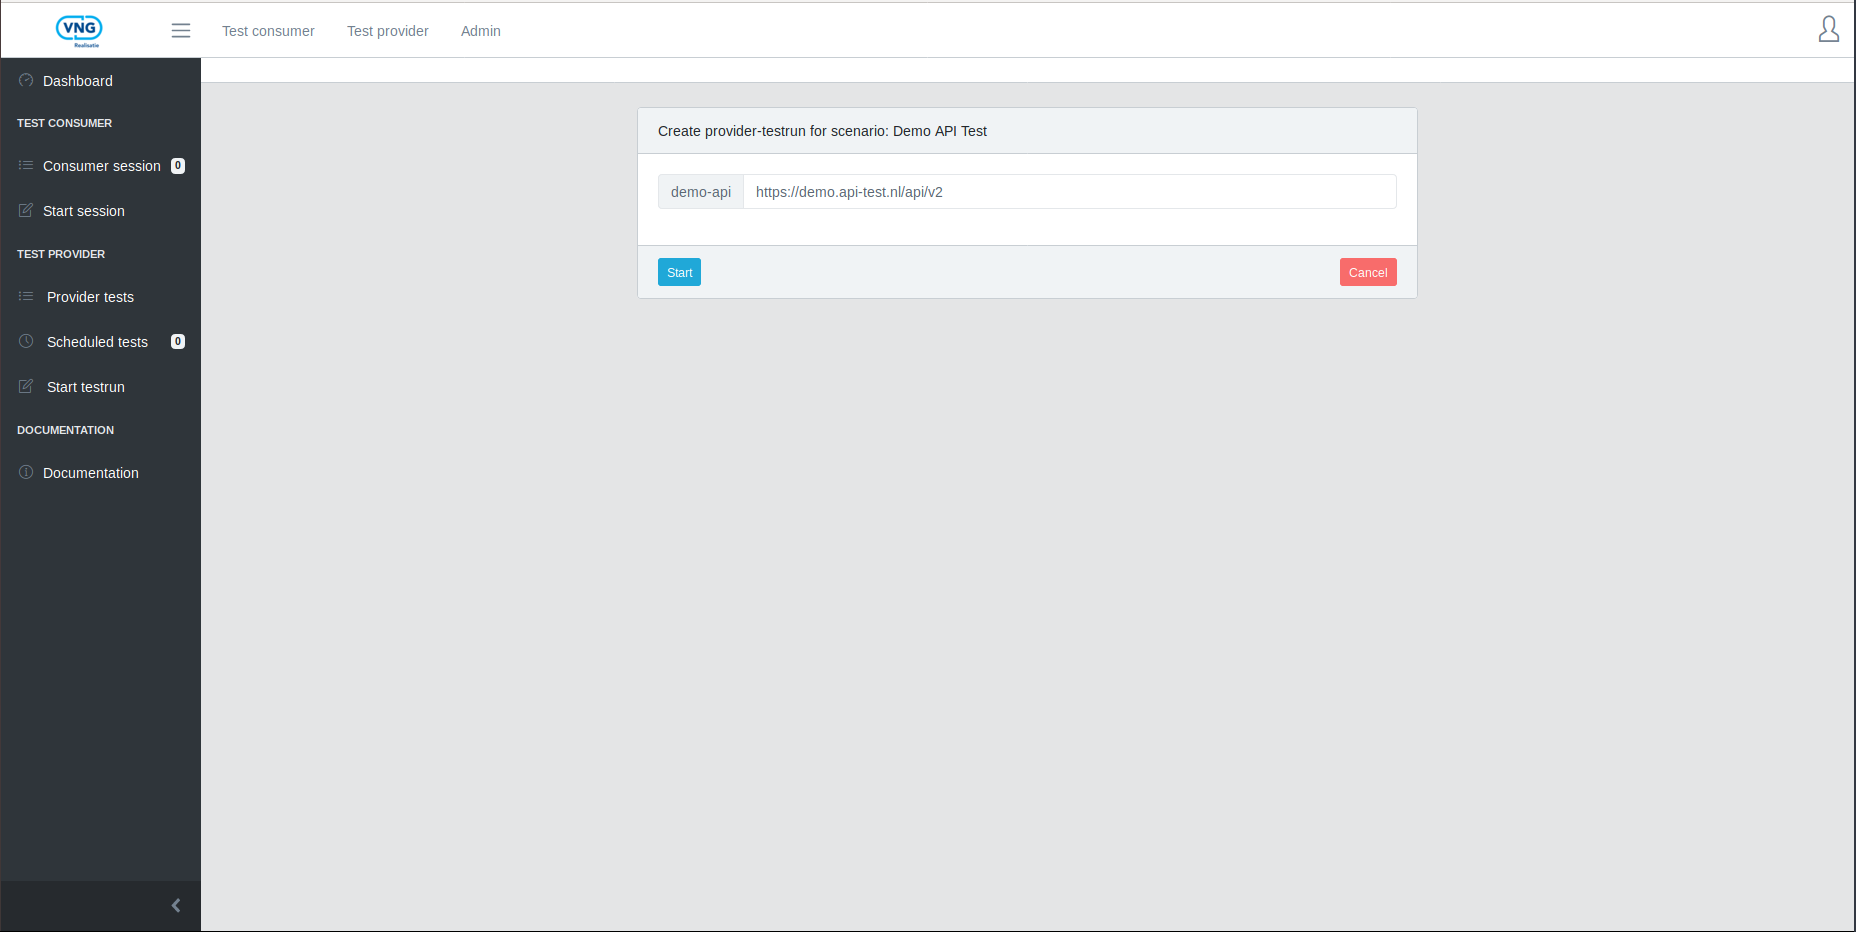 VNG
Realisatie
Test consumer
Test provider
Admin
Dashboard
TEST CONSUMER
Consumer session 0
Start session
TEST PROVIDER
Provider tests
Scheduled tests 0
Start testrun
DOCUMENTATION
Documentation
Create provider-testrun for scenario: Demo API Test
demo-api https://demo.api-test.nl/api/v2
Start
Cancel